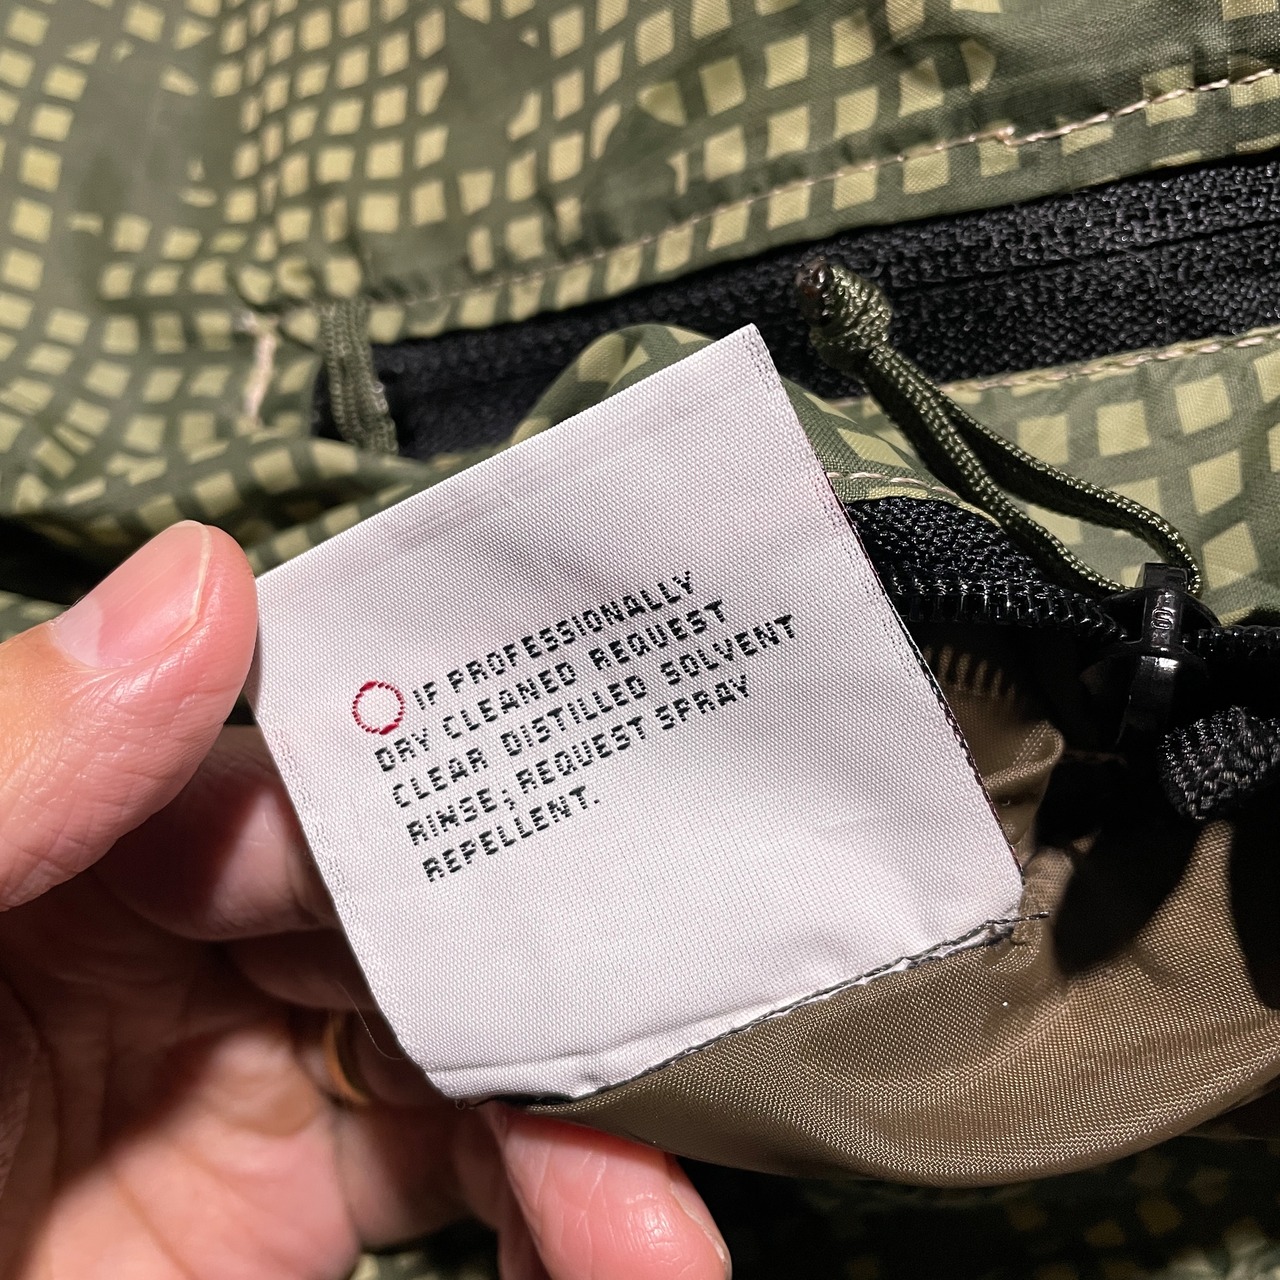 IF PROFESSIONALLY
DRY CLEANED REQUEST
CLEAR DISTILLED SOLVENT
RINSE; REQUEST SPRAY
REPELLENT.